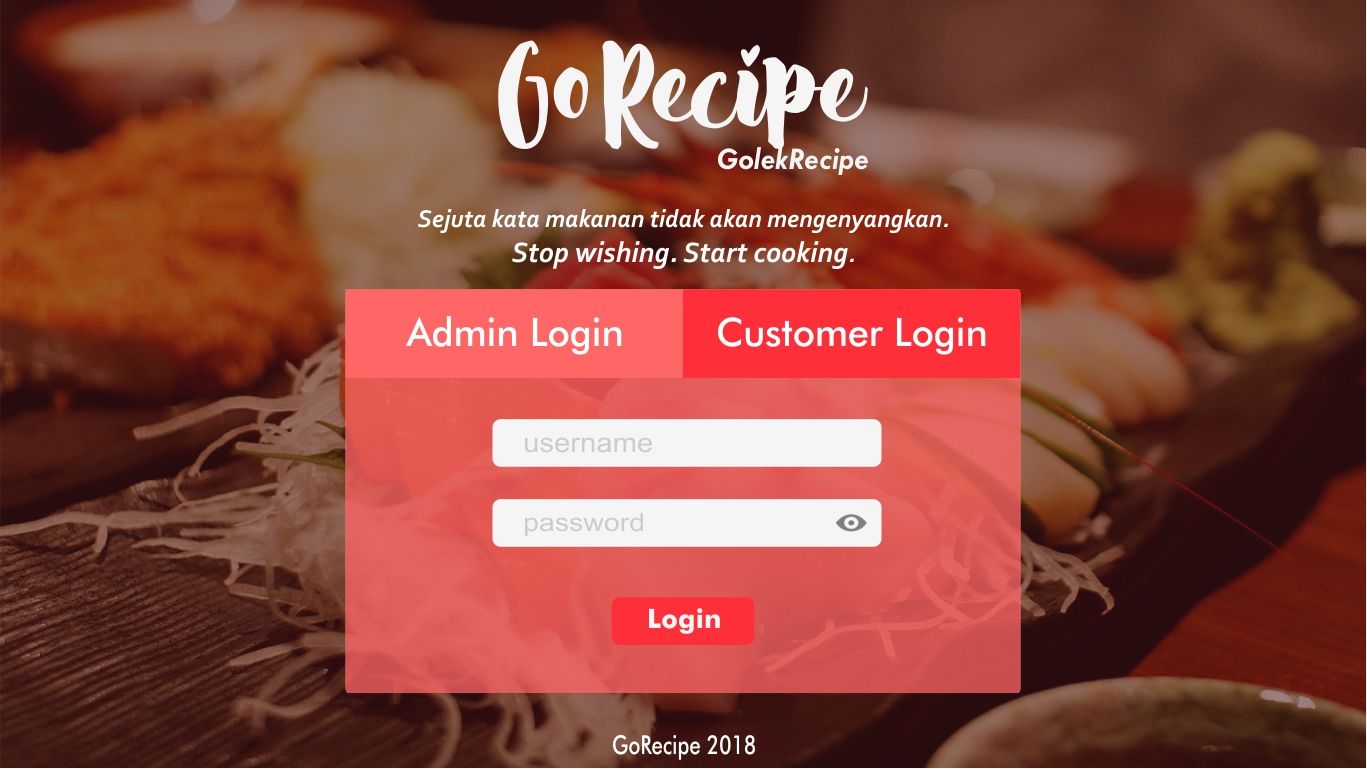 GoRecipe
GolekRecipe
Sejuta kata makanan tidak akan mengenyangkan.
Stop wishing. Start cooking.
Admin Login
Customer Login
username
password
Login
GoRecipe 2018